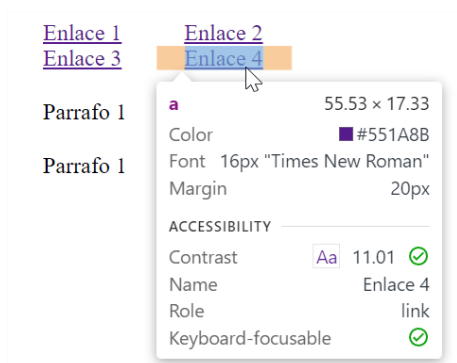 Enlace 1 Enlace 2
Enlace 3 Enlace 4
Parrafo 1
Parrafo 1
a 55.53 × 17.33
Color #551A8B
Font 16px "Times New Roman"
Margin 20px
ACCESSIBILITY
Contrast Aa 11.01
Name Enlace 4
Role link
Keyboard-focusable